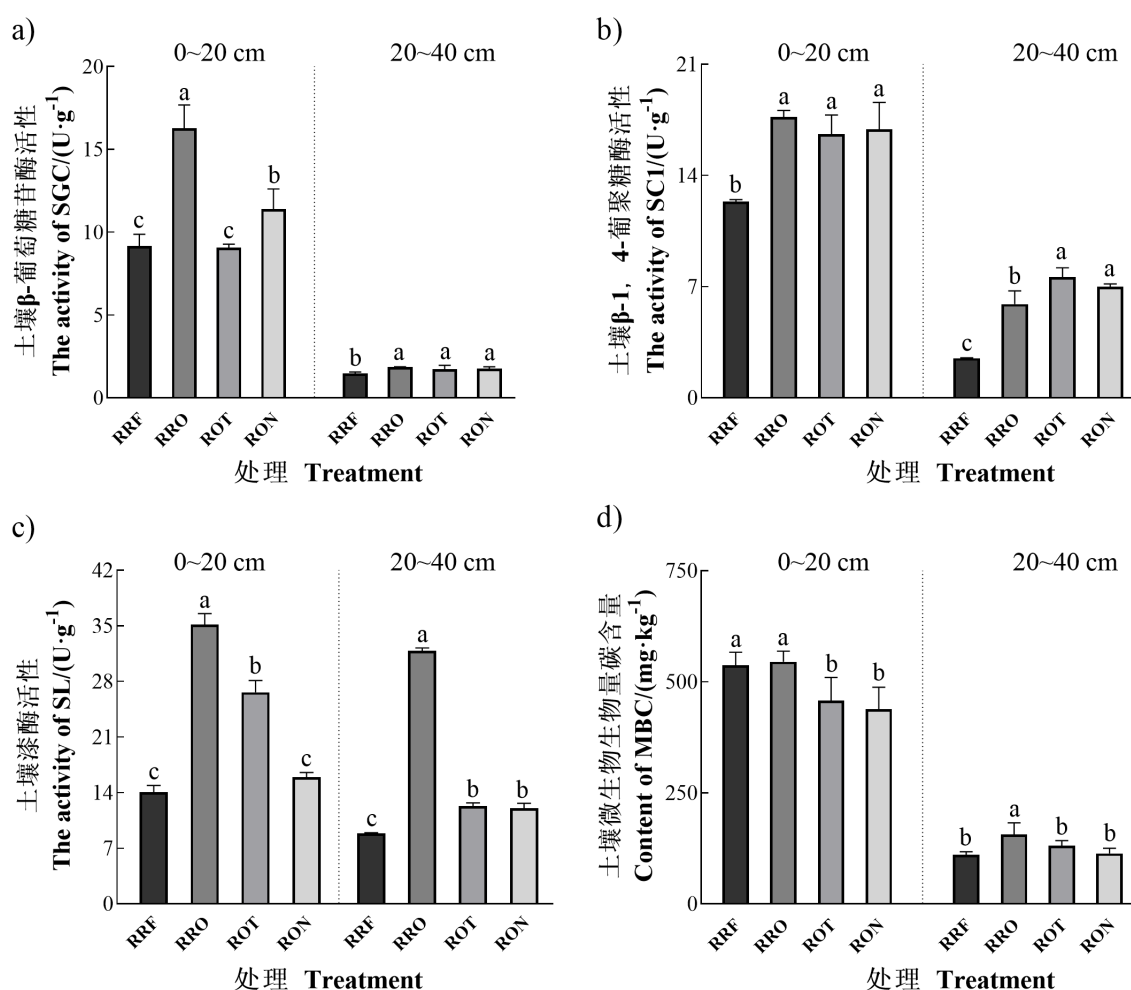 a)
0~20 cm
20~40 cm
土壤β-葡萄糖苷酶活性
The activity of SGC/(U·g-1)
20
15
10
5
0
c
a
c
b
b
a
a
a
RRF
RRO
ROT
RON
RRF
RRO
ROT
RON
处理 Treatment
b)
0~20 cm
20~40 cm
土壤β-1，4-葡聚糖酶活性
The activity of SC1/(U·g-1)
21
14
7
0
b
a
a
a
c
b
a
a
RRF
RRO
ROT
RON
RRF
RRO
ROT
RON
处理 Treatment
c)
0~20 cm
20~40 cm
土壤漆酶活性
The activity of SL/(U·g-1)
42
35
28
21
14
7
0
c
a
b
c
c
a
b
b
RRF
RRO
ROT
RON
RRF
RRO
ROT
RON
处理 Treatment
d)
0~20 cm
20~40 cm
土壤微生物生物量碳含量
Content of MBC/(mg·kg-1)
750
500
250
0
a
a
b
b
b
a
b
b
RRF
RRO
ROT
RON
RRF
RRO
ROT
RON
处理 Treatment